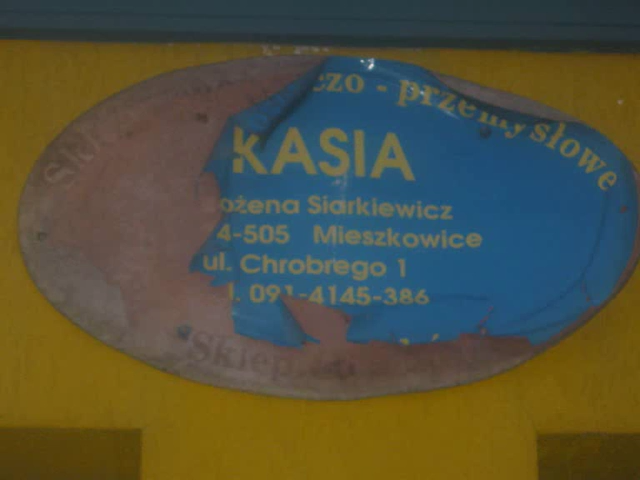 czo - przemysłowe
KASIA
ożena Siarkiewicz
4-505 Mieszkowice
ul. Chrobrego 1
l. 091-4145-386
Sklep